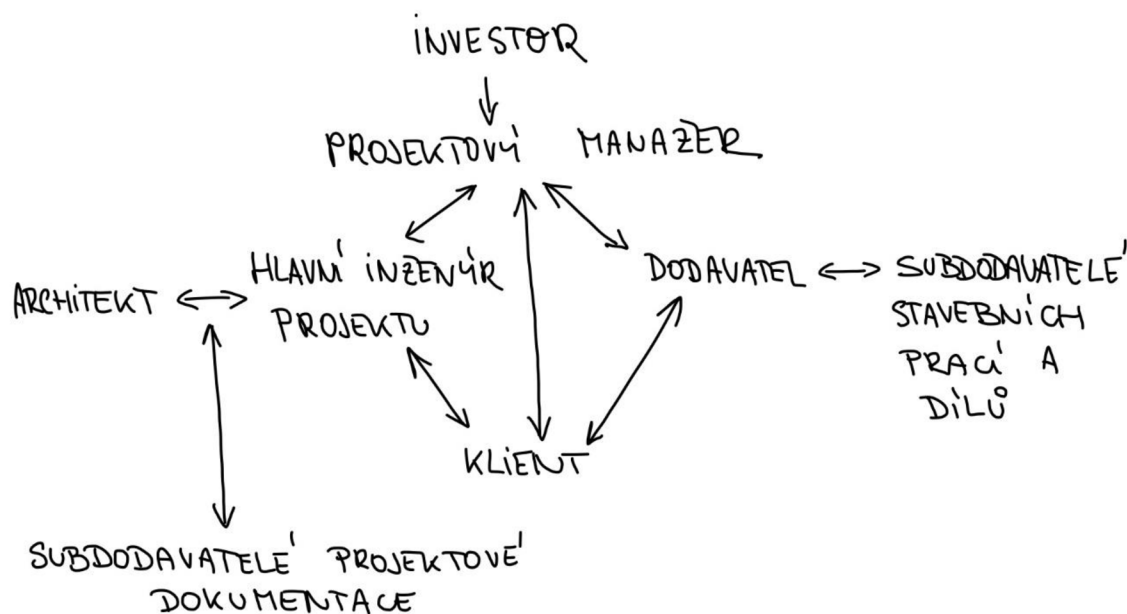 INVESTOR
PROJEKTOVÝ MANAŽER
HLAVNÍ INŽENÝR
PROJEKTU
ARCHITEKT
DODAVATEL
SUBDODAVATELÉ
STAVEBNÍCH
PRACÍ A
DÍLŮ
KLIENT
SUBDODAVATELÉ PROJEKTOVÉ
DOKUMENTACE